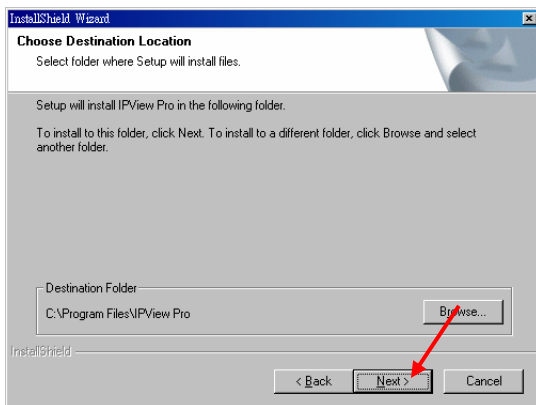 InstallShield Wizard
Choose Destination Location
Select folder where Setup will install files.
Setup will install IPView Pro in the following folder.
To install to this folder, click Next. To install to a different folder, click Browse and select
another folder.
Destination Folder
C:\Program Files\IPView Pro
Browse...
InstallShield
< Back
Next >
Cancel